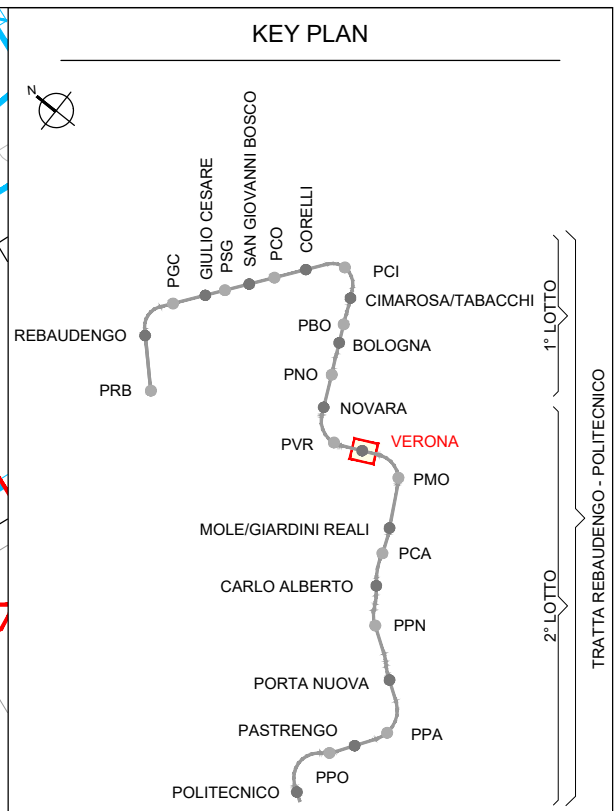 KEY PLAN
N
PGC
GIULIO CESARE
PSG
SAN GIOVANNI BOSCO
PCO
CORELLI
PCI
CIMAROSA/TABACCHI
REBAUDENGO
PBO
BOLOGNA
PNO
PRB
NOVARA
PVR
VERONA
PMO
MOLE/GIARDINI REALI
PCA
CARLO ALBERTO
PPN
PORTA NUOVA
PASTRENGO
PPA
PPO
POLITECNICO
1° LOTTO
2° LOTTO
TRATTA REBAUDENGO - POLITECNICO